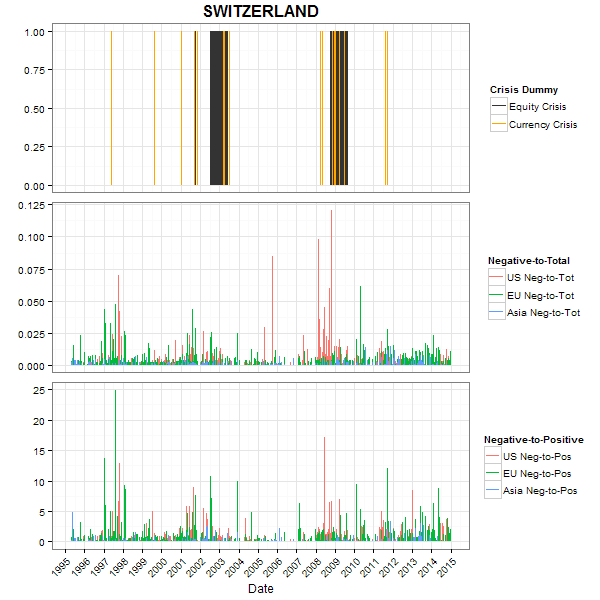 SWITZERLAND
1.00
0.75
0.50
0.25
0.00
Crisis Dummy
Equity Crisis
Currency Crisis
0.125
0.100
0.075
0.050
0.025
0.000
Negative-to-Total
US Neg-to-Tot
EU Neg-to-Tot
Asia Neg-to-Tot
25
20
15
10
5
0
Negative-to-Positive
US Neg-to-Pos
EU Neg-to-Pos
Asia Neg-to-Pos
1995 1996 1997 1998 1999 2000 2001 2002 2003 2004 2005 2006 2007 2008 2009 2010 2011 2012 2013 2014 2015
Date